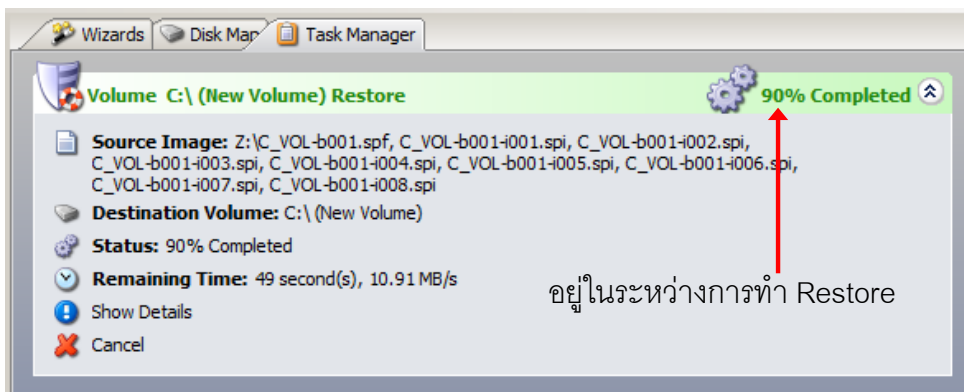 Wizards Disk Map Task Manager
Volume C:\ (New Volume) Restore 90% Completed
Source Image: Z:\C_VOL-b001.spf, C_VOL-b001-i001.spi, C_VOL-b001-i002.spi,
C_VOL-b001-i003.spi, C_VOL-b001-i004.spi, C_VOL-b001-i005.spi, C_VOL-b001-i006.spi,
C_VOL-b001-i007.spi, C_VOL-b001-i008.spi
Destination Volume: C:\ (New Volume)
Status: 90% Completed
Remaining Time: 49 second(s), 10.91 MB/s
อยู่ในระหว่างการทำ Restore
Show Details
Cancel